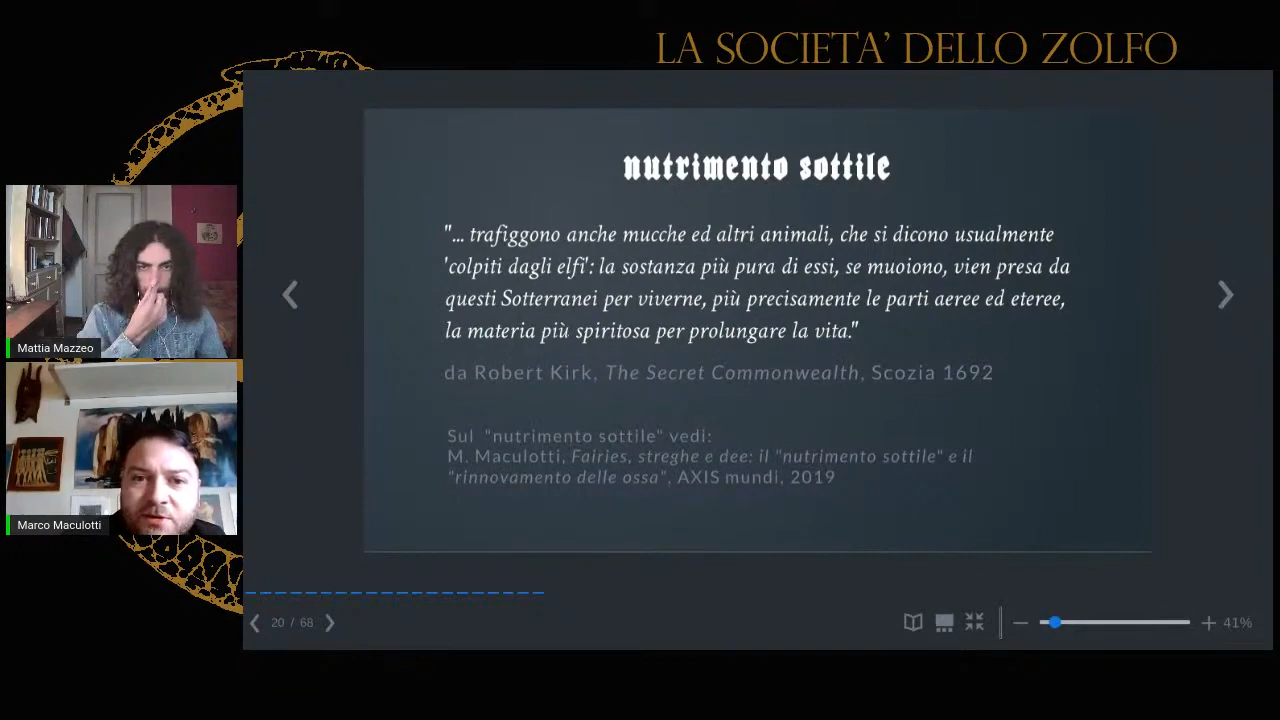 LA SOCIETA' DELLO ZOLFO
nutrimento sottile
"... trafiggono anche mucche ed altri animali, che si dicono usualmente
'colpiti dagli elfi': la sostanza più pura di essi, se muoiono, vien presa da
questi Sotterranei per viverne, più precisamente le parti aeree ed eteree,
la materia più spiritosa per prolungare la vita."
da Robert Kirk, The Secret Commonwealth, Scozia 1692
Sul "nutrimento sottile" vedi:
M. Maculotti, Fairies, streghe e dee: il "nutrimento sottile" e il
"rinnovamento delle ossa", AXIS mundi, 2019
Mattia Mazzeo
Marco Maculotti
20 / 68
41%